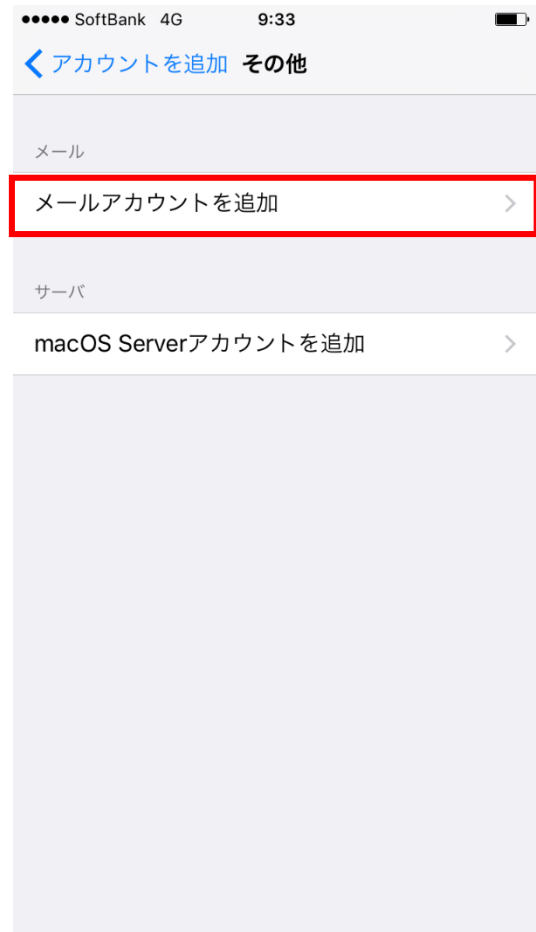 ●●●●● SoftBank 4G 9:33
アカウントを追加 その他
メール
メールアカウントを追加
サーバ
macOS Serverアカウントを追加